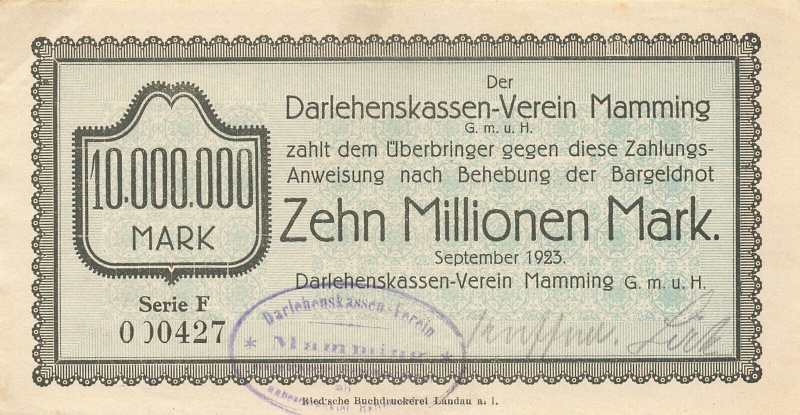 Der
Darlehenskassen-Verein Mamming
G. m. u. H.
zahlt dem Überbringer gegen diese Zahlungs-
Anweisung nach Behebung der Bargeldnot
Zehn Millionen Mark.
September 1923.
Darlehenskassen-Verein Mamming G. m. u. H.
10.000.000
MARK
Serie F
000427
Darlehenskassen-Verein
* Mamming *
Ried'sche Buchdruckerei Landau a. I.